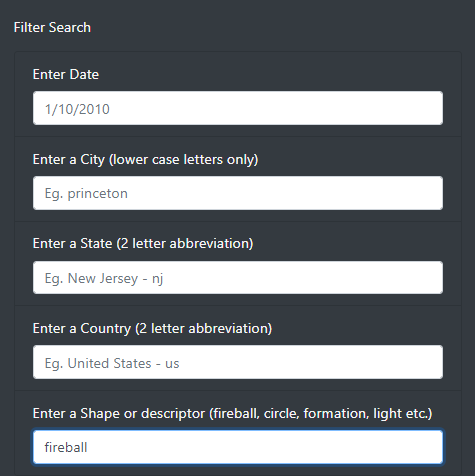 Filter Search
Enter Date
1/10/2010
Enter a City (lower case letters only)
Eg. princeton
Enter a State (2 letter abbreviation)
Eg. New Jersey - nj
Enter a Country (2 letter abbreviation)
Eg. United States - us
Enter a Shape or descriptor (fireball, circle, formation, light etc.)
fireball